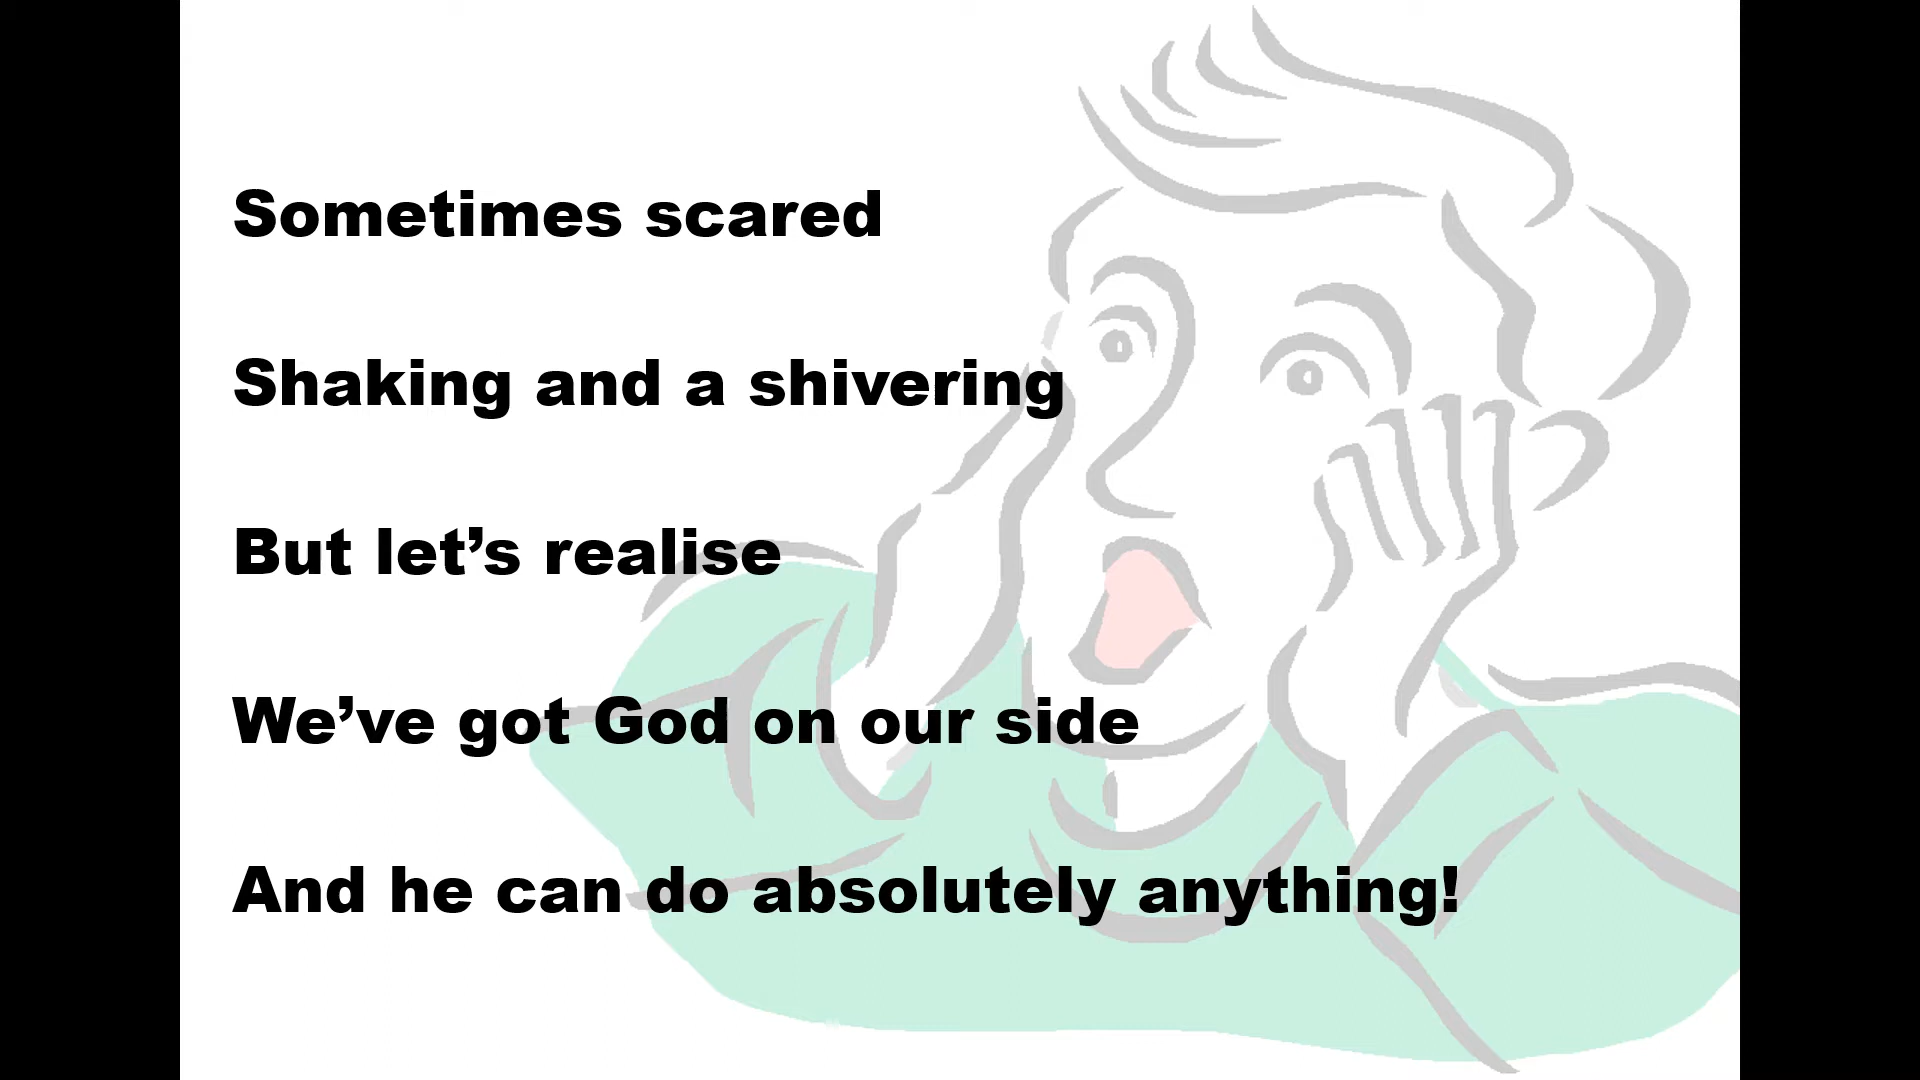 Sometimes scared
Shaking and a shivering
But let’s realise
We’ve got God on our side
And he can do absolutely anything!